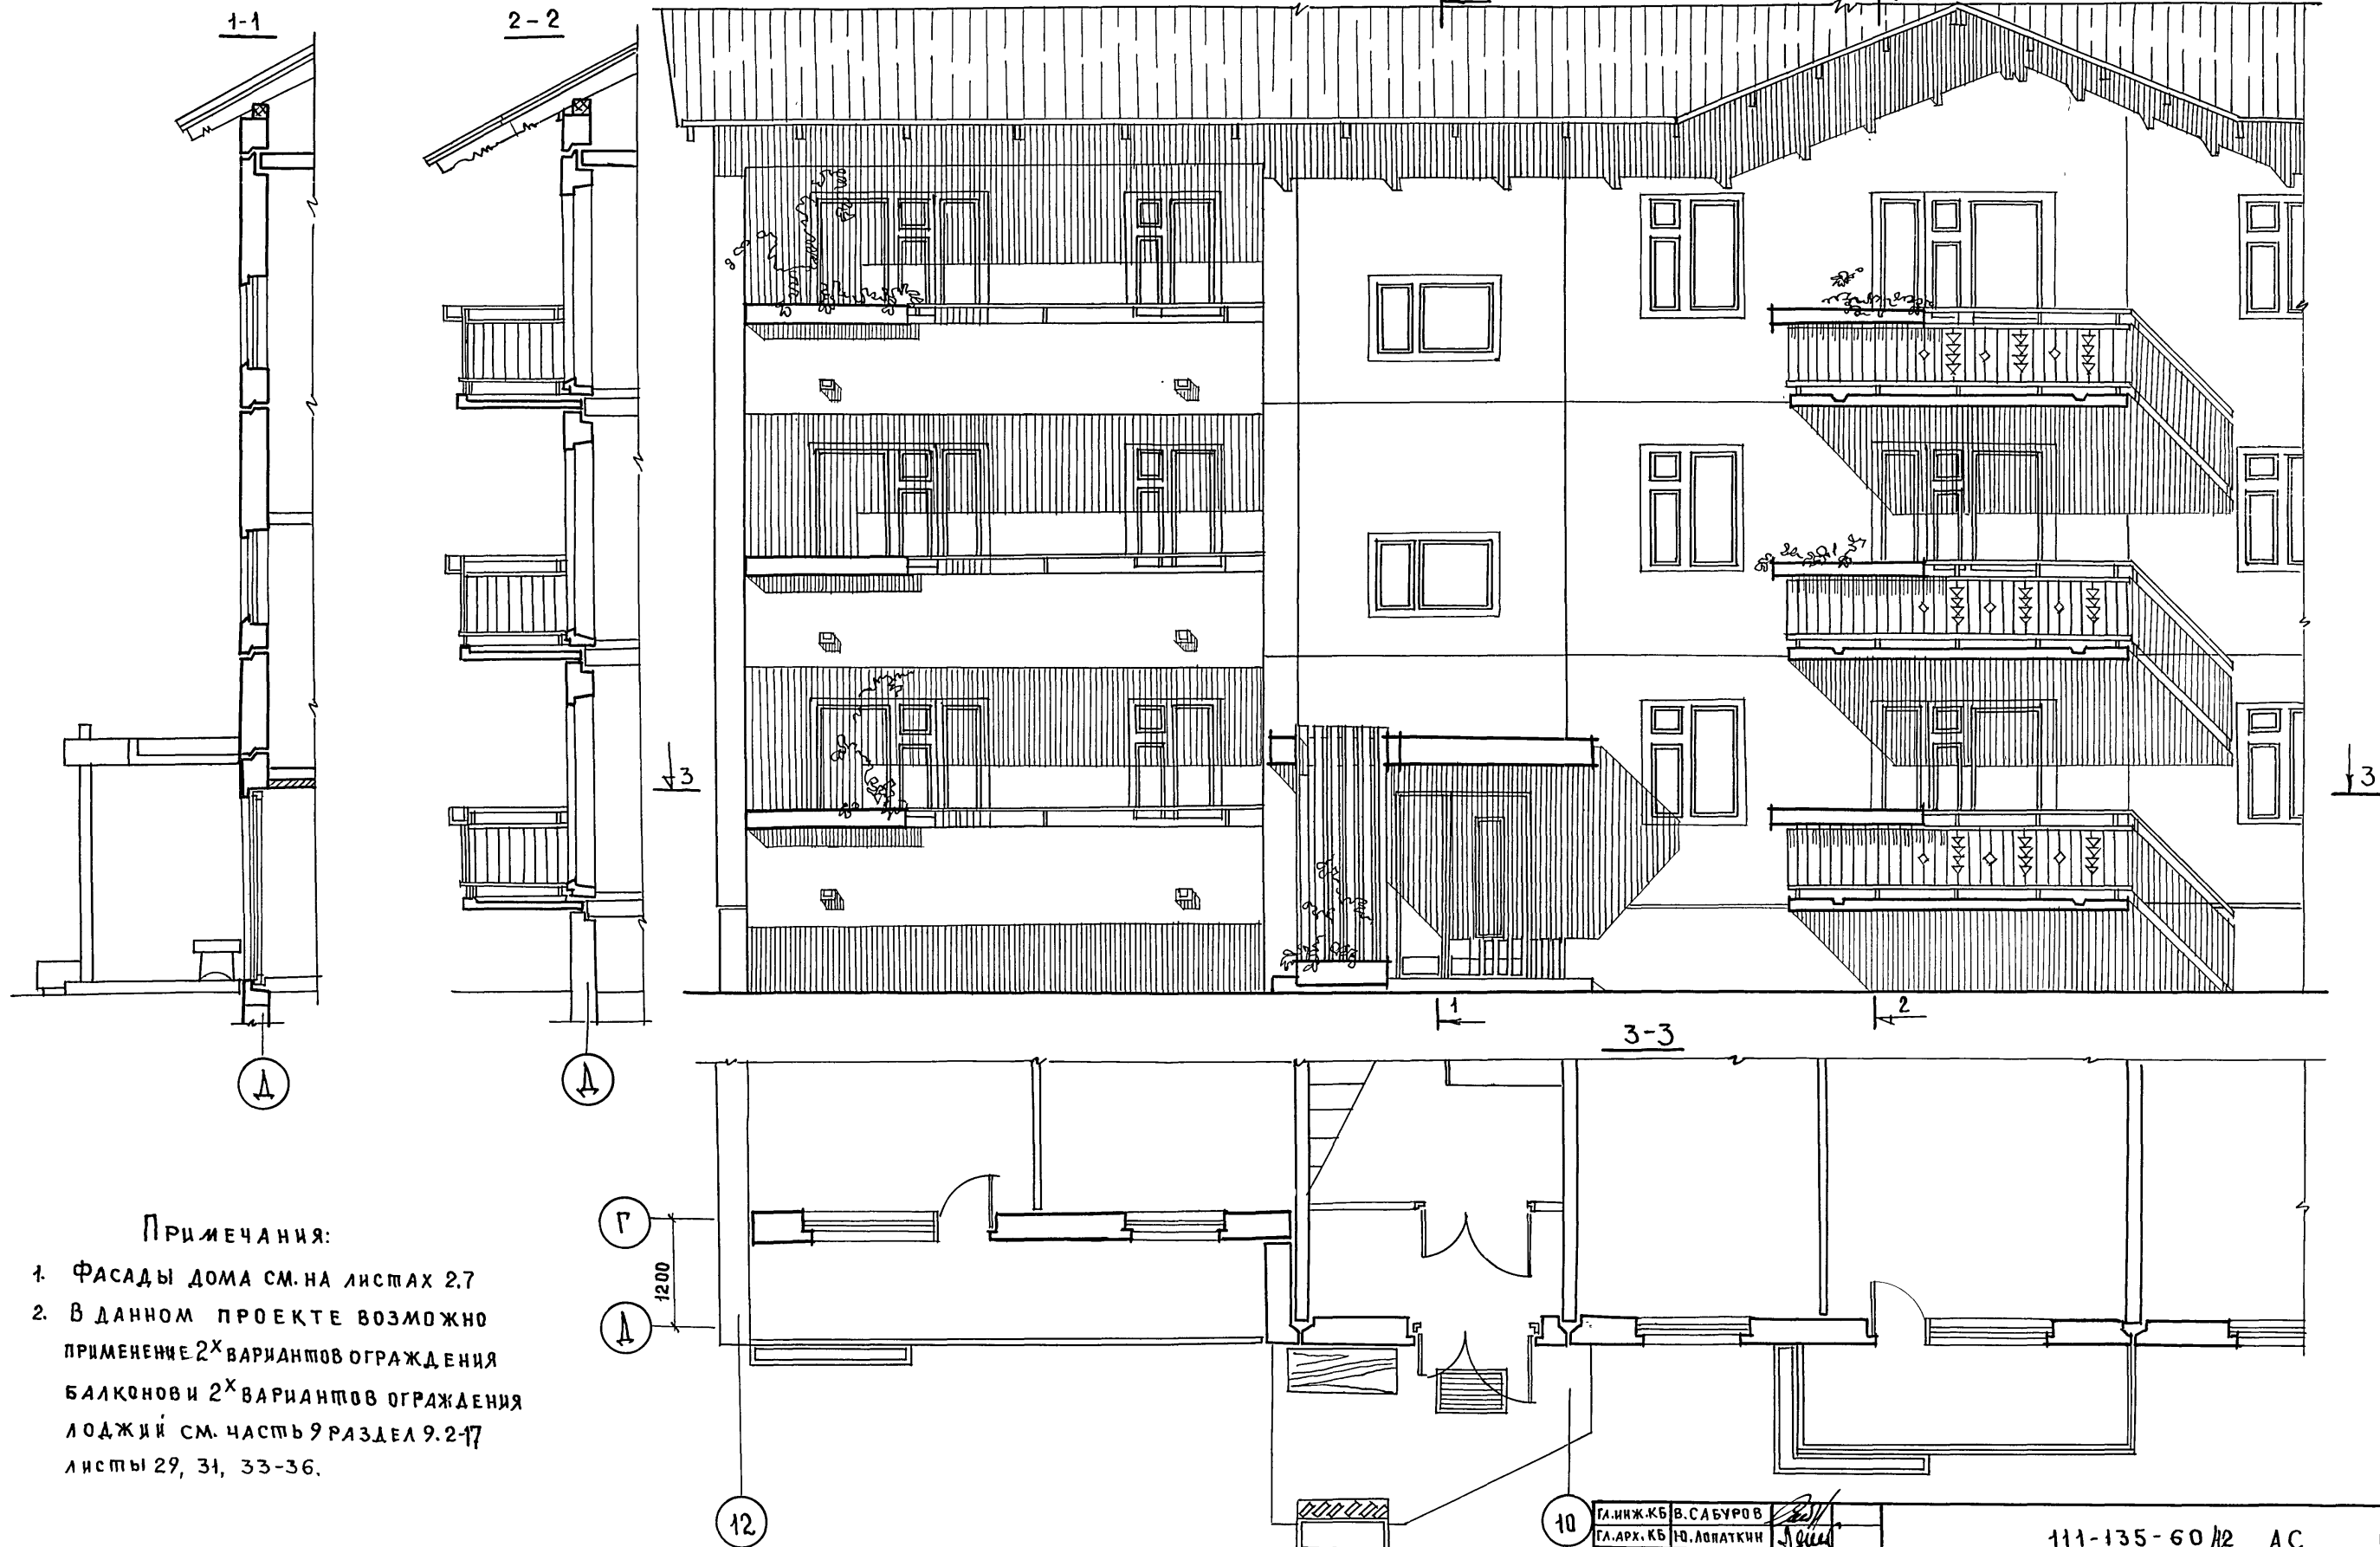 1-1
2-2
3
3
1
2
3-3
Д
Д
Г
1200
Д
12
10
Примечания:
1. Фасады дома см. на листах 2.7
2. В данном проекте возможно
применение 2х вариантов ограждения
балконов и 2х вариантов ограждения
лоджий см. часть 9 раздел 9.2-17
листы 29, 31, 33-36.
Гл.инж.КБ В.Сабуров
Гл.арх.КБ Ю.Лопаткин
111-135-60/12 АС